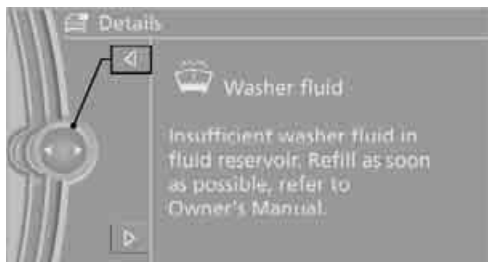 Details
Washer fluid
Insufficient washer fluid in
fluid reservoir. Refill as soon
as possible, refer to
Owner's Manual.